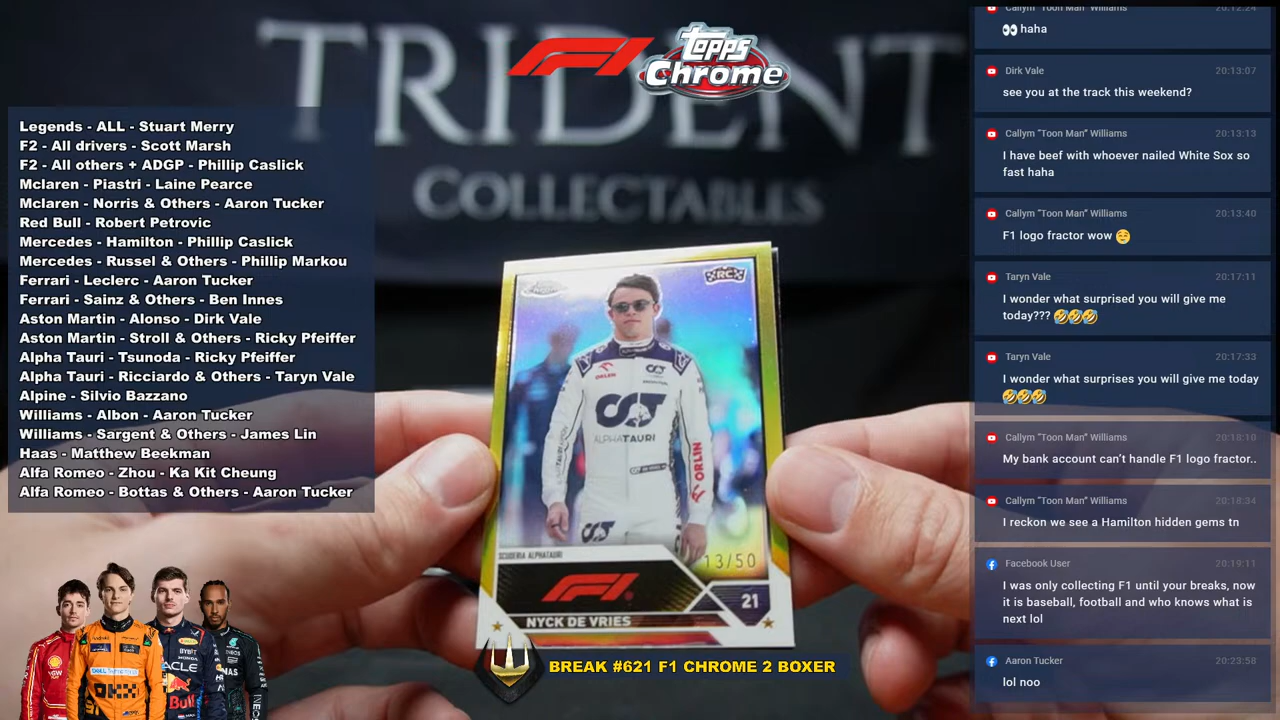 TRIDENT
COLLECTABLES
F1
TOPPS
Chrome
Legends - ALL - Stuart Merry
F2 - All drivers - Scott Marsh
F2 - All others + ADGP - Phillip Caslick
Mclaren - Piastri - Laine Pearce
Mclaren - Norris & Others - Aaron Tucker
Red Bull - Robert Petrovic
Mercedes - Hamilton - Phillip Caslick
Mercedes - Russel & Others - Phillip Markou
Ferrari - Leclerc - Aaron Tucker
Ferrari - Sainz & Others - Ben Innes
Aston Martin - Alonso - Dirk Vale
Aston Martin - Stroll & Others - Ricky Pfeiffer
Alpha Tauri - Tsunoda - Ricky Pfeiffer
Alpha Tauri - Ricciardo & Others - Taryn Vale
Alpine - Silvio Bazzano
Williams - Albon - Aaron Tucker
Williams - Sargent & Others - James Lin
Haas - Matthew Beekman
Alfa Romeo - Zhou - Ka Kit Cheung
Alfa Romeo - Bottas & Others - Aaron Tucker
RC
ORLEN
ALPHATAURI
ORLEN
SCUDERIA ALPHATAURI
13/50
F1
21
NYCK DE VRIES
BREAK #621 F1 CHROME 2 BOXER
Callym "Toon Man" Williams 20:12:24
👀 haha
Dirk Vale 20:13:07
see you at the track this weekend?
Callym "Toon Man" Williams 20:13:13
I have beef with whoever nailed White Sox so
fast haha
Callym "Toon Man" Williams 20:13:40
F1 logo fractor wow ☺️
Taryn Vale 20:17:11
I wonder what surprised you will give me
today??? 🤣🤣🤣
Taryn Vale 20:17:33
I wonder what surprises you will give me today
🤣🤣🤣
Callym "Toon Man" Williams 20:18:10
My bank account can't handle F1 logo fractor..
Callym "Toon Man" Williams 20:18:34
I reckon we see a Hamilton hidden gems tn
Facebook User 20:19:11
I was only collecting F1 until your breaks, now
it is baseball, football and who knows what is
next lol
Aaron Tucker 20:23:58
lol noo